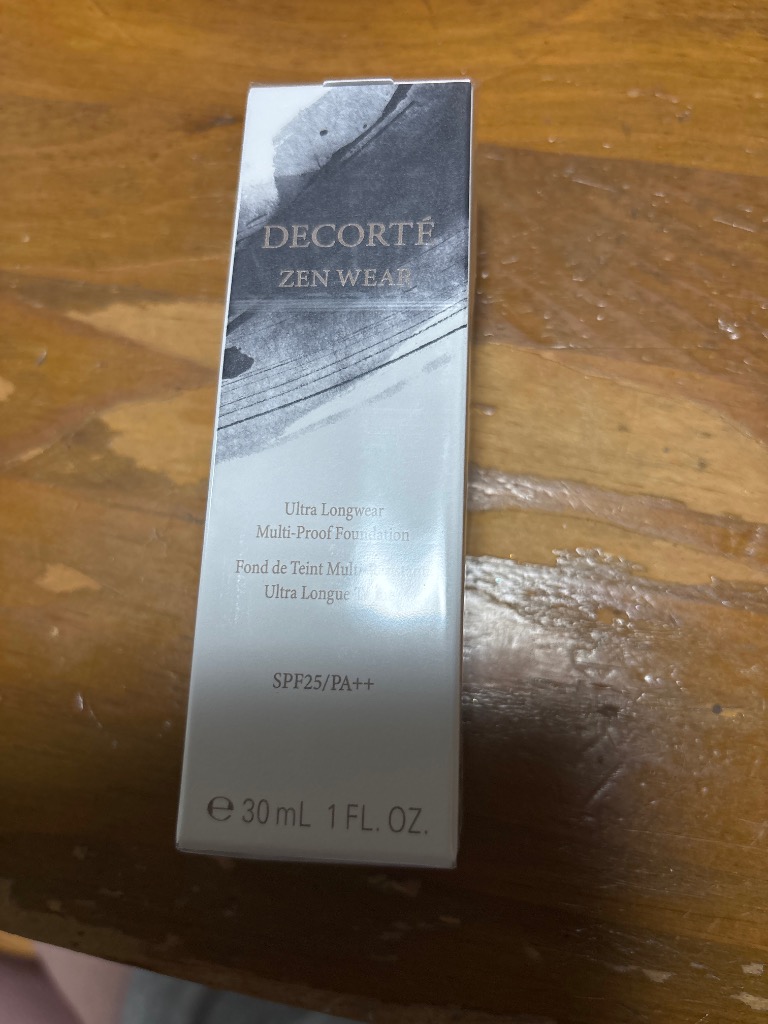 DECORTÉ
ZEN WEAR
Ultra Longwear
Multi-Proof Foundation
Fond de Teint
Ultra Longue
SPF25/PA++
℮ 30 mL 1 FL. OZ.